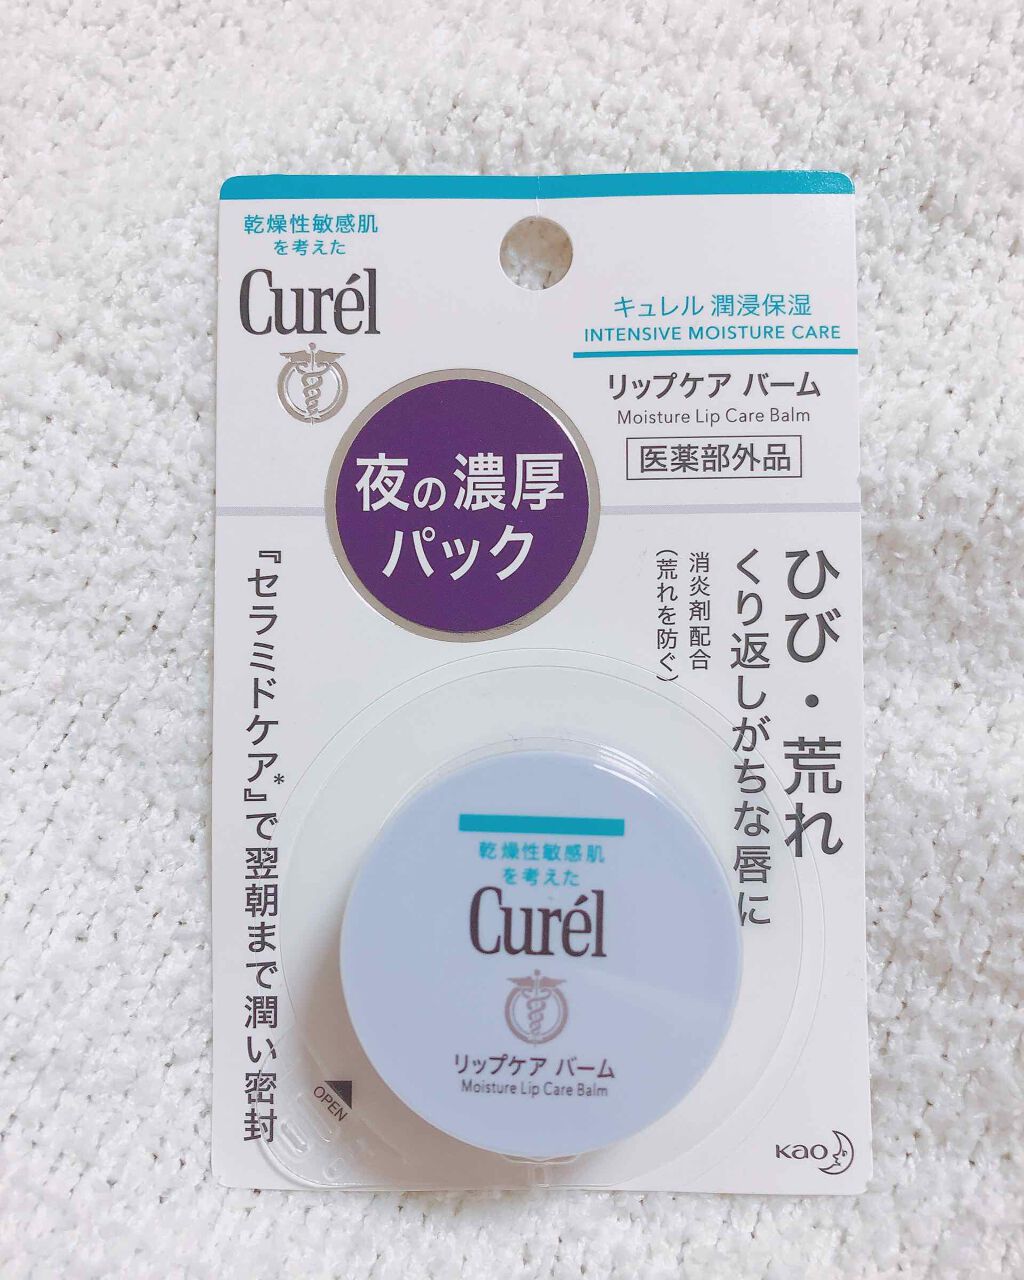 乾燥性敏感肌
を考えた
Curél
キュレル 潤浸保湿
INTENSIVE MOISTURE CARE
リップケア バーム
Moisture Lip Care Balm
医薬部外品
夜の濃厚
パック
ひび・荒れ
くり返しがちな唇に
消炎剤配合
(荒れを防ぐ)
『セラミドケア*』で翌朝まで潤い密封
乾燥性敏感肌
を考えた
Curél
リップケア バーム
Moisture Lip Care Balm
OPEN
Kao